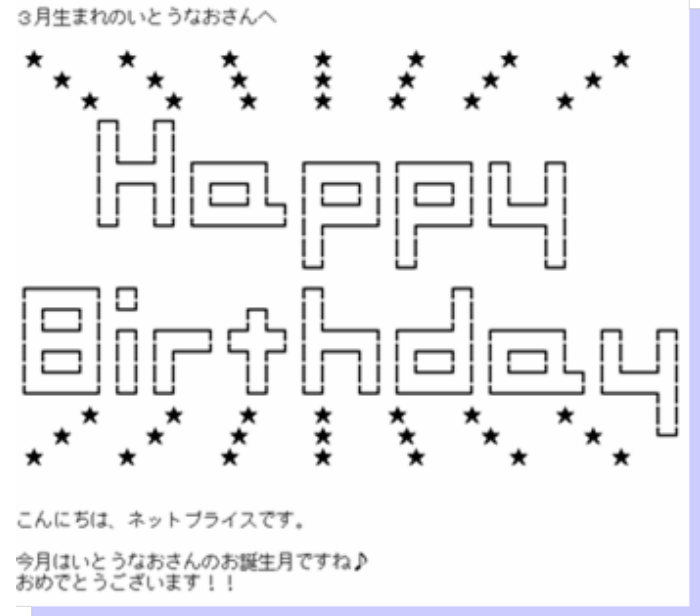 ３月生まれのいとうなおさんへ
Happy
Birthday
こんにちは、ネットプライスです。
今月はいとうなおさんのお誕生月ですね♪
おめでとうございます！！